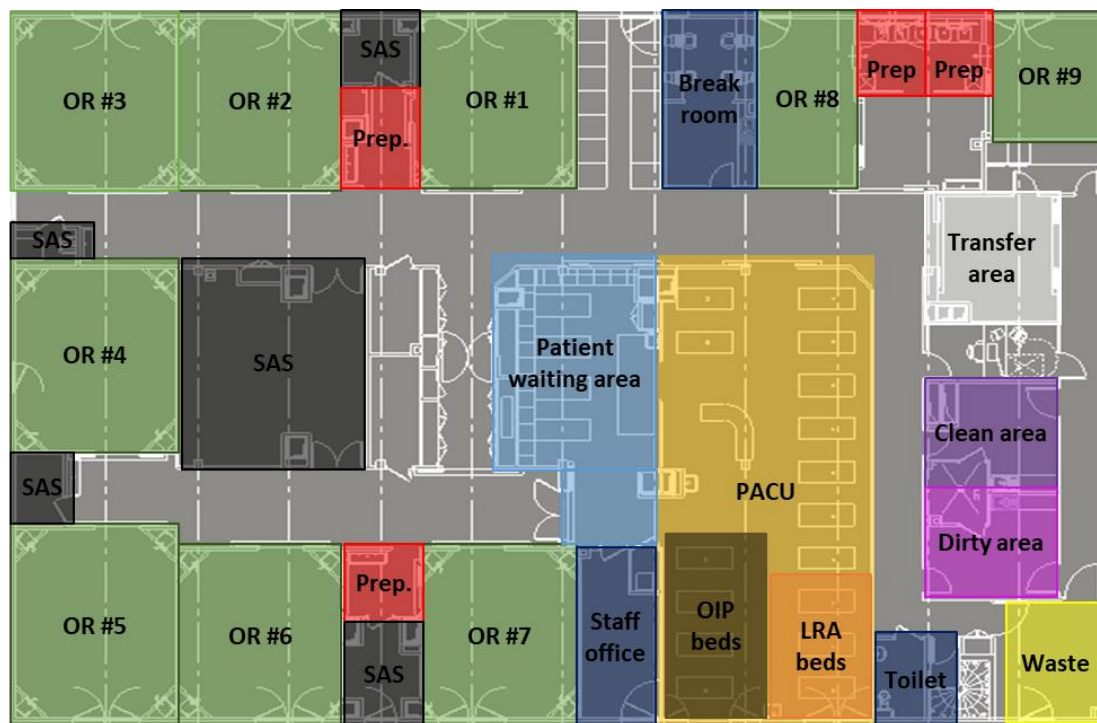 OR #3
OR #2
SAS
Prep.
OR #1
Break
room
OR #8
Prep
Prep
OR #9
SAS
Transfer
area
OR #4
SAS
Patient
waiting area
Clean area
SAS
PACU
Dirty area
OR #5
OR #6
Prep.
SAS
OR #7
Staff
office
OIP
beds
LRA
beds
Toilet
Waste